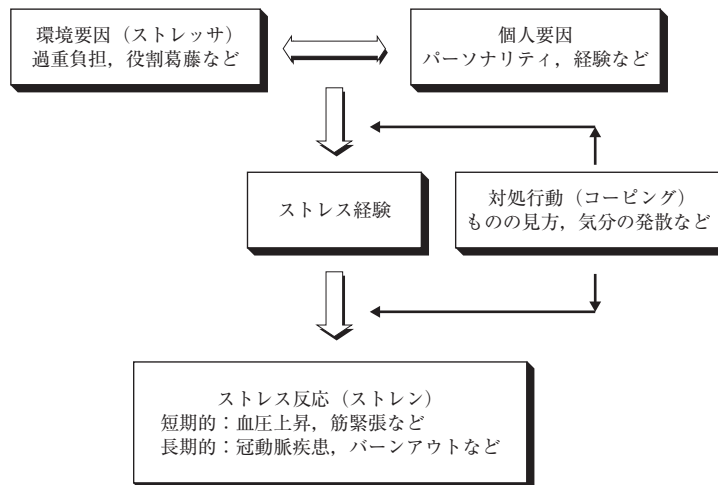 環境要因（ストレッサ）
過重負担，役割葛藤など
個人要因
パーソナリティ，経験など
ストレス経験
対処行動（コーピング）
ものの見方，気分の発散など
ストレス反応（ストレン）
短期的：血圧上昇，筋緊張など
長期的：冠動脈疾患，バーンアウトなど